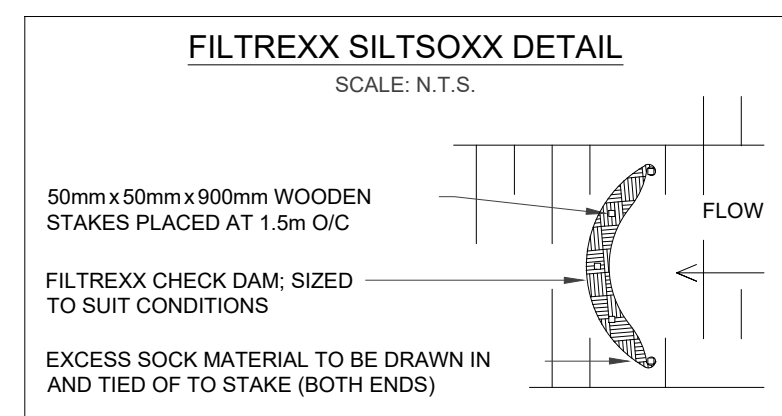 FILTREXX SILTSOXX DETAIL
SCALE: N.T.S.
50mm x 50mm x 900mm WOODEN
STAKES PLACED AT 1.5m O/C
FLOW
FILTREXX CHECK DAM; SIZED
TO SUIT CONDITIONS
EXCESS SOCK MATERIAL TO BE DRAWN IN
AND TIED OF TO STAKE (BOTH ENDS)